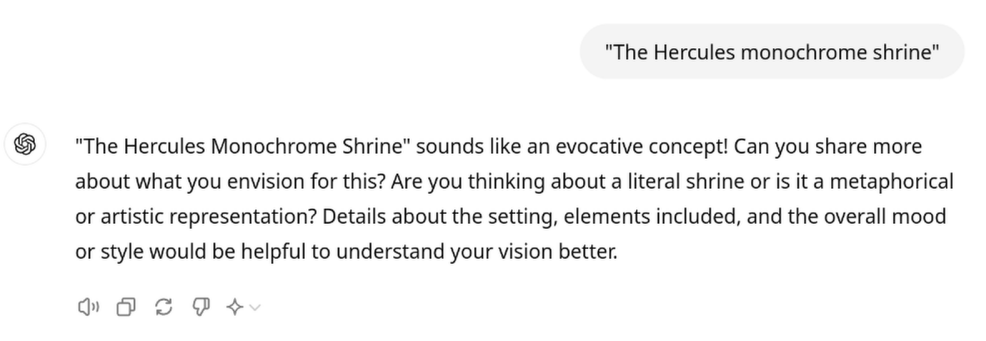 "The Hercules monochrome shrine"
"The Hercules Monochrome Shrine" sounds like an evocative concept! Can you share more
about what you envision for this? Are you thinking about a literal shrine or is it a metaphorical
or artistic representation? Details about the setting, elements included, and the overall mood
or style would be helpful to understand your vision better.